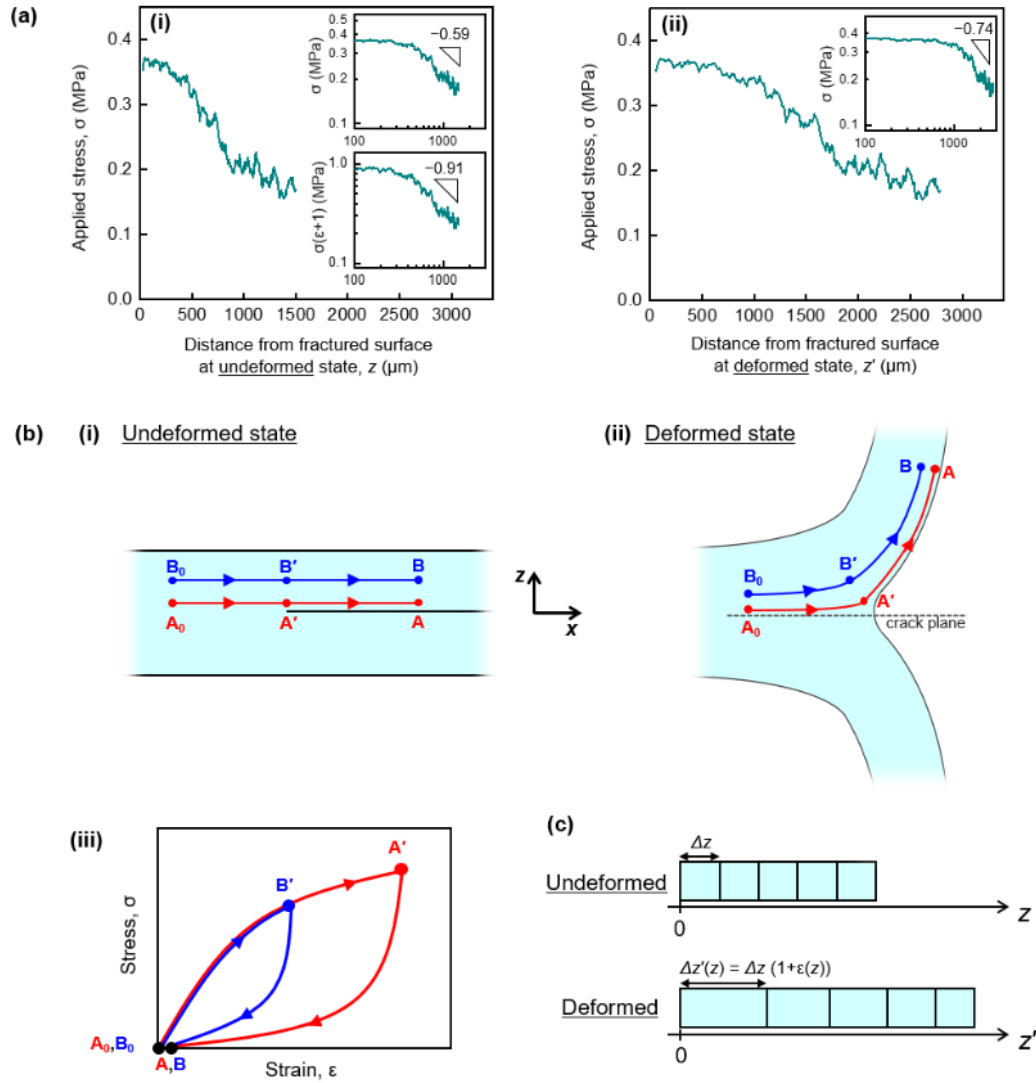 (a)
(i)
Applied stress, σ (MPa)
0.4
0.3
0.2
0.1
0.0
0 500 1000 1500 2000 2500 3000
Distance from fractured surface
at undeformed state, z (μm)
σ (MPa)
0.5
0.4
0.3
0.2
0.1
100 1000
−0.59
σ(ε+1) (MPa)
1.0
0.1
100 1000
−0.91
(ii)
Applied stress, σ (MPa)
0.4
0.3
0.2
0.1
0.0
0 500 1000 1500 2000 2500 3000
Distance from fractured surface
at deformed state, z′ (μm)
σ (MPa)
0.5
0.4
0.3
0.2
0.1
100 1000
−0.74
(b) (i) Undeformed state
B₀ B′ B
A₀ A′ A
z
x
(ii) Deformed state
B A
B₀ B′
A₀ A′
crack plane
(iii)
Stress, σ
A′
B′
A₀,B₀
A,B
Strain, ε
(c)
Δz
Undeformed
0 z
Δz′(z) = Δz (1+ε(z))
Deformed
0 z′